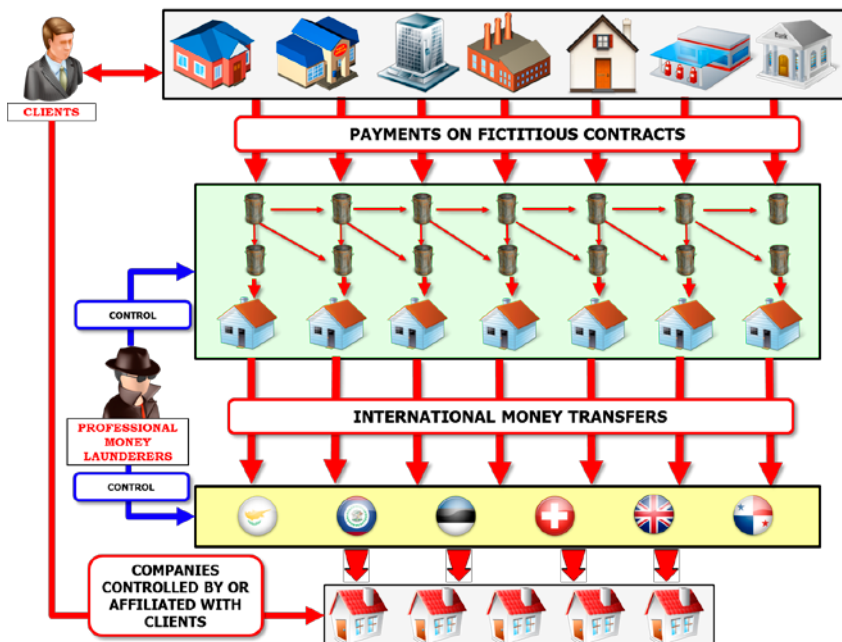 CLIENTS
Bank
PAYMENTS ON FICTITIOUS CONTRACTS
CONTROL
PROFESSIONAL
MONEY
LAUNDERERS
INTERNATIONAL MONEY TRANSFERS
CONTROL
COMPANIES
CONTROLLED BY OR
AFFILIATED WITH
CLIENTS